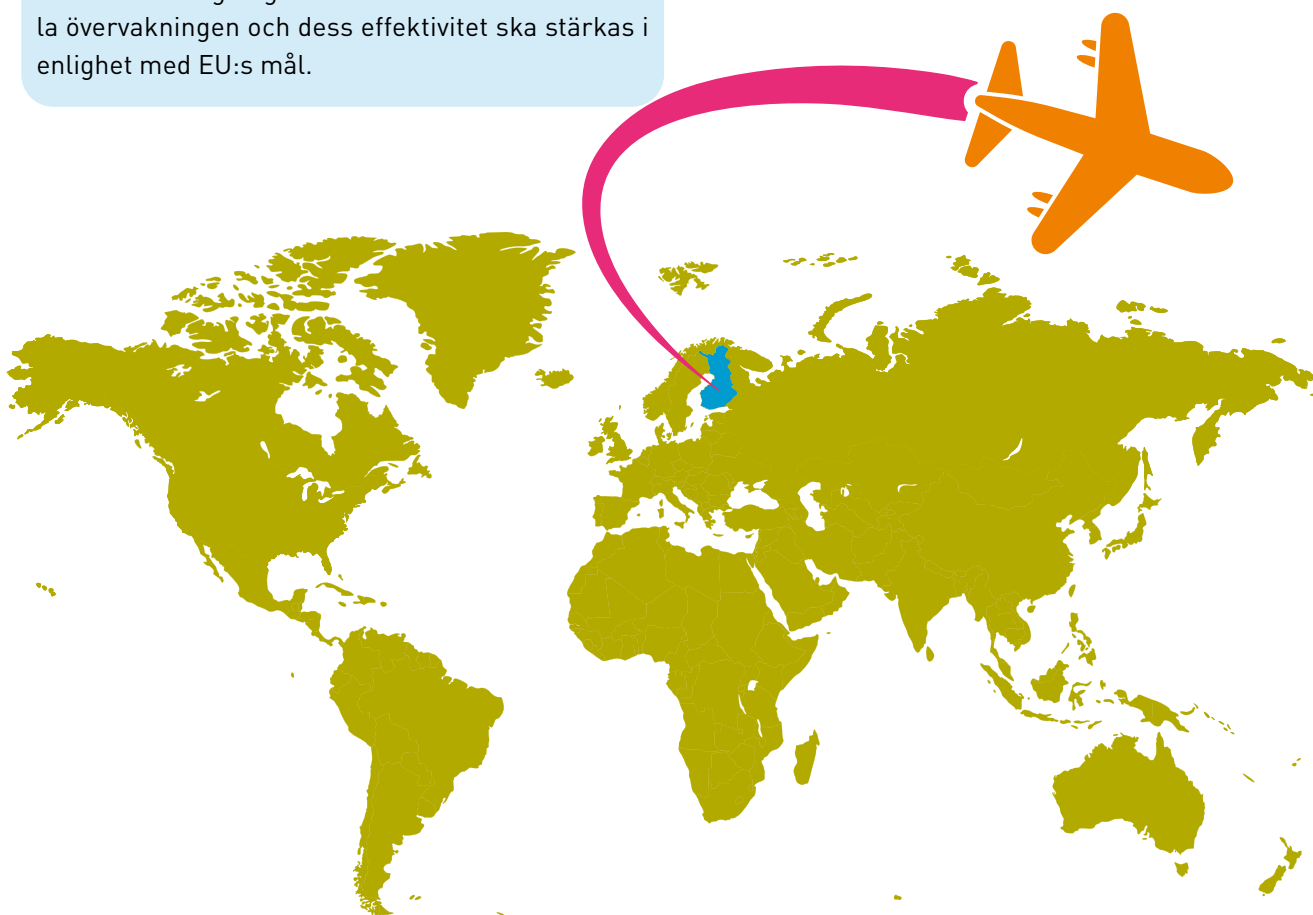 la övervakningen och dess effektivitet ska stärkas i
enlighet med EU:s mål.